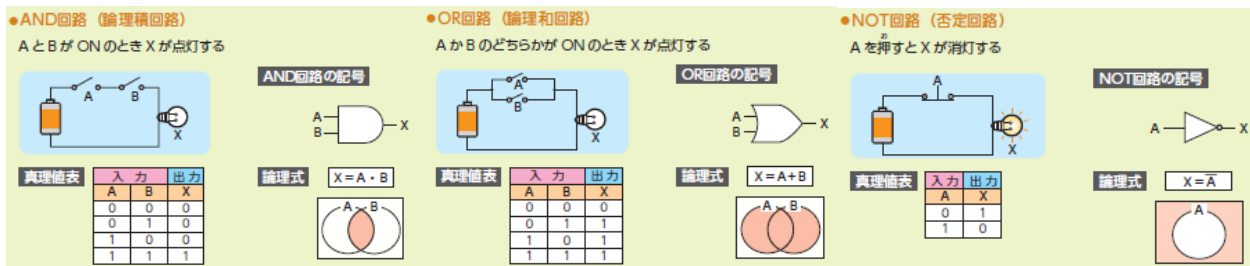 ●AND回路（論理積回路）
AとBがONのときXが点灯する
A B
X
AND回路の記号
A
B
X
真理値表
入力 出力
A B X
0 0 0
0 1 0
1 0 0
1 1 1
論理式 X=A・B
A B
●OR回路（論理和回路）
AかBのどちらかがONのときXが点灯する
A
B
X
OR回路の記号
A
B
X
真理値表
入力 出力
A B X
0 0 0
0 1 1
1 0 1
1 1 1
論理式 X=A+B
A B
●NOT回路（否定回路）
お
Aを押すとXが消灯する
A
X
NOT回路の記号
A X
真理値表
入力 出力
A X
0 1
1 0
論理式 X=A̅
A